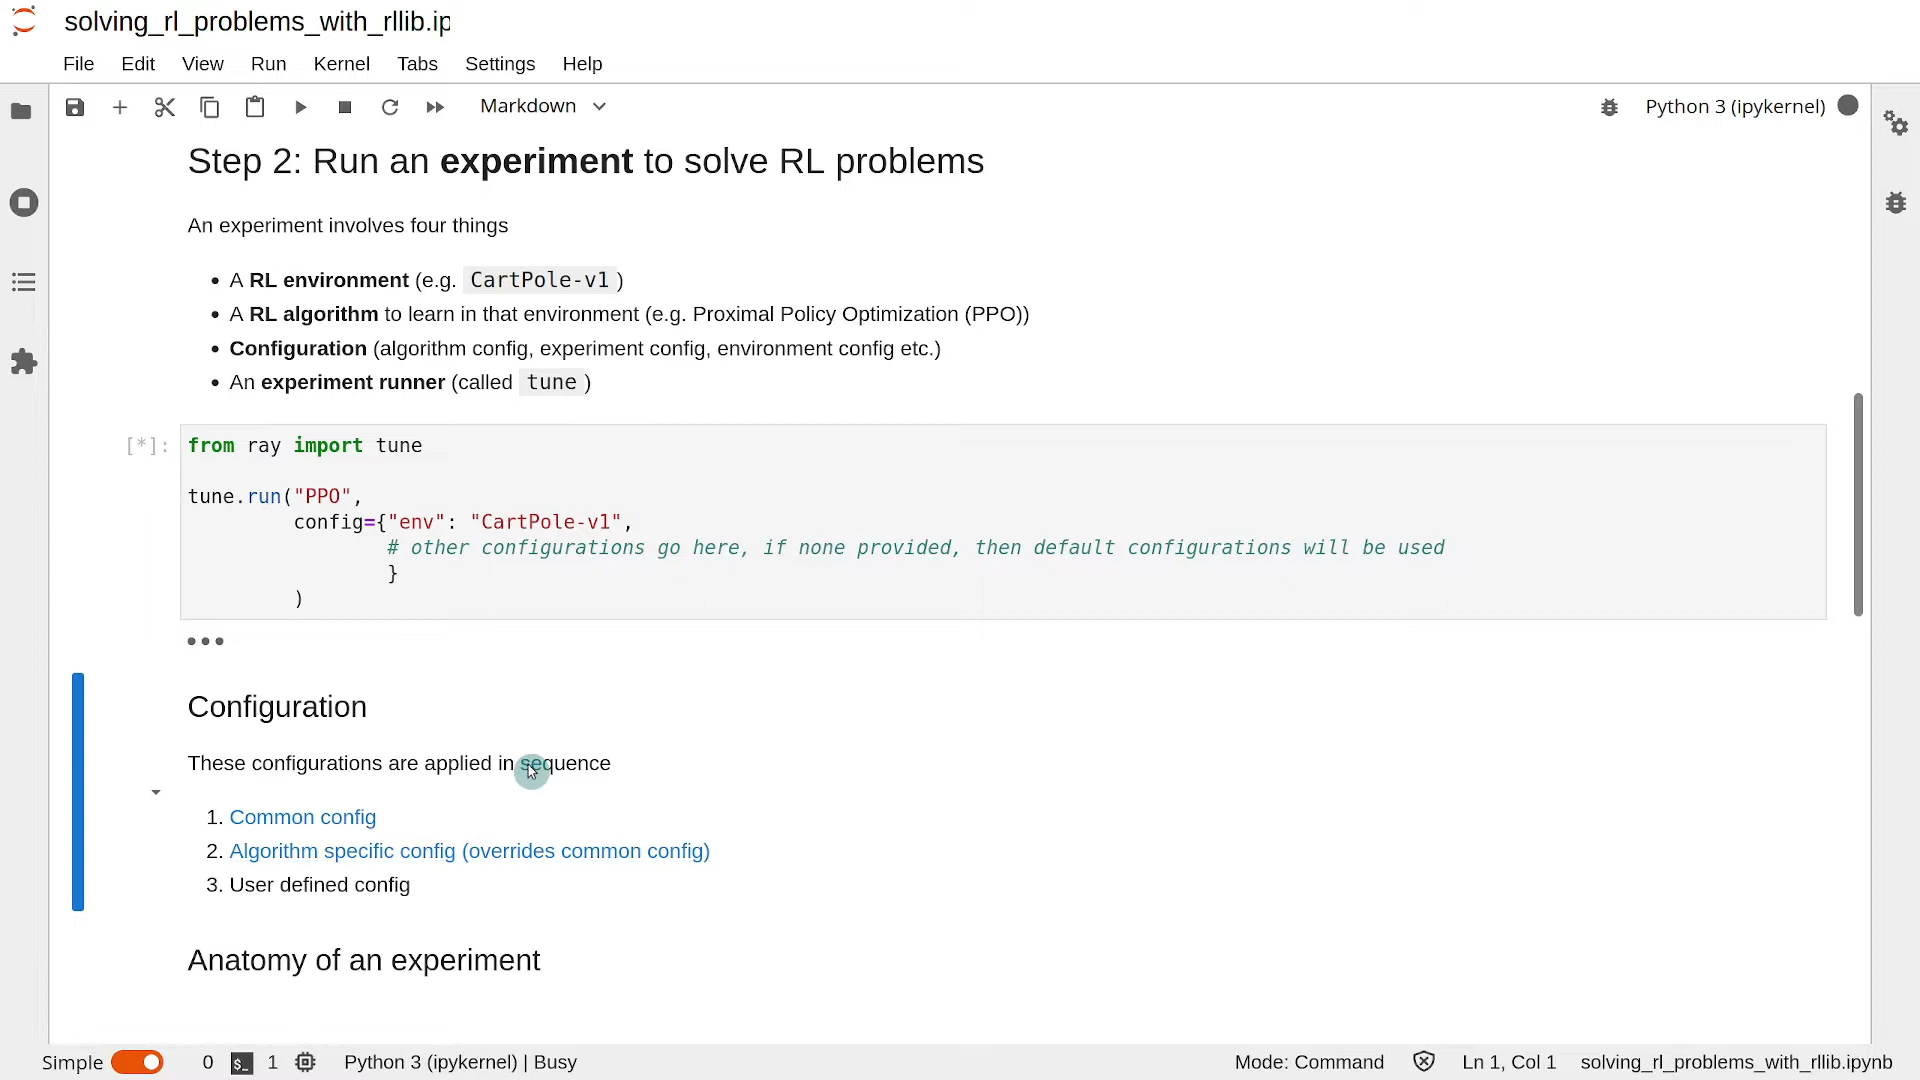 solving_rl_problems_with_rllib.ip
File Edit View Run Kernel Tabs Settings Help
Markdown
Python 3 (ipykernel)
Step 2: Run an experiment to solve RL problems
An experiment involves four things
• A RL environment (e.g. CartPole-v1 )
• A RL algorithm to learn in that environment (e.g. Proximal Policy Optimization (PPO))
• Configuration (algorithm config, experiment config, environment config etc.)
• An experiment runner (called tune )
[*]: from ray import tune
tune.run("PPO",
config={"env": "CartPole-v1",
# other configurations go here, if none provided, then default configurations will be used
}
)
Configuration
These configurations are applied in sequence
1. Common config
2. Algorithm specific config (overrides common config)
3. User defined config
Anatomy of an experiment
Simple 0 $_ 1 Python 3 (ipykernel) | Busy Mode: Command Ln 1, Col 1 solving_rl_problems_with_rllib.ipynb